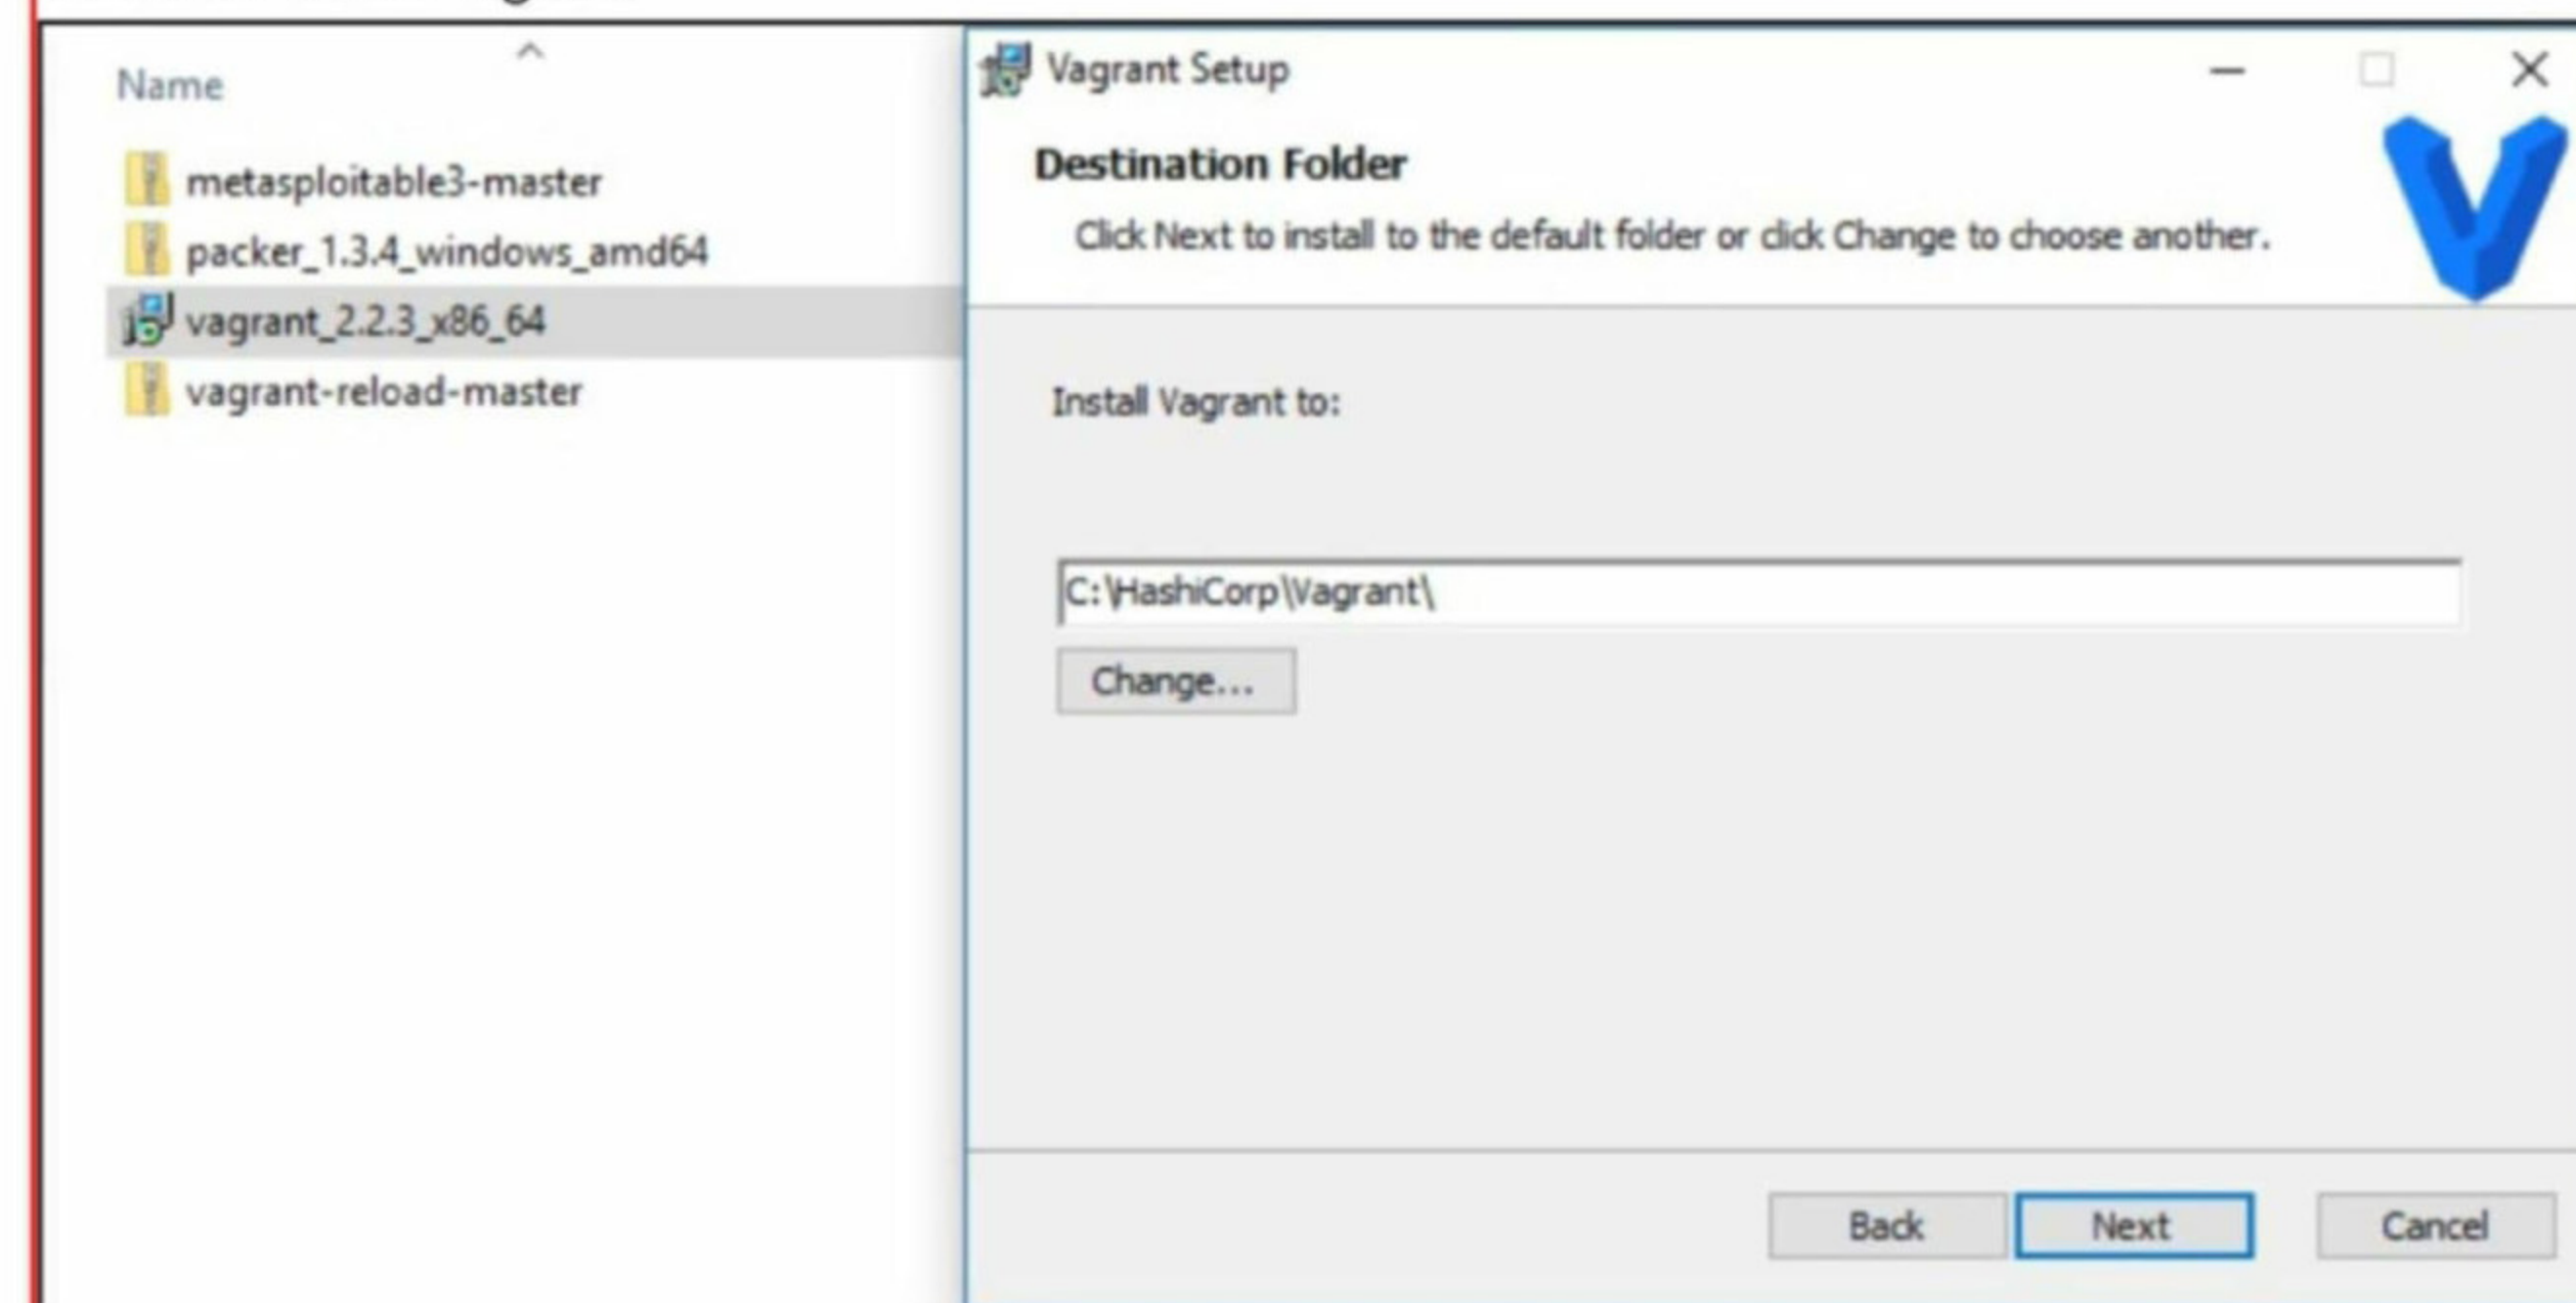 Name
metasploitable3-master
packer_1.3.4_windows_amd64
vagrant_2.2.3_x86_64
vagrant-reload-master
Vagrant Setup
Destination Folder
Click Next to install to the default folder or click Change to choose another.
Install Vagrant to:
C:\HashiCorp\Vagrant\
Change...
Back
Next
Cancel